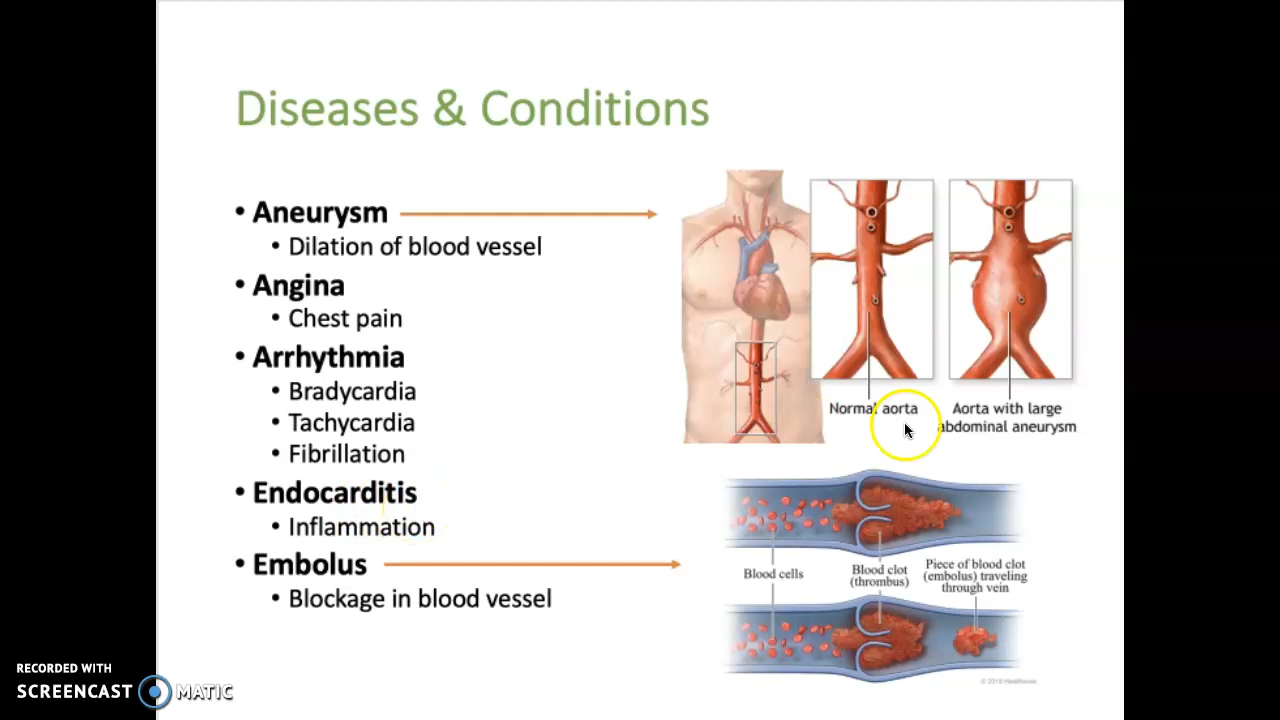 Diseases & Conditions
• Aneurysm
• Dilation of blood vessel
• Angina
• Chest pain
• Arrhythmia
• Bradycardia
• Tachycardia
• Fibrillation
• Endocarditis
• Inflammation
• Embolus
• Blockage in blood vessel
Normal aorta
Aorta with large
abdominal aneurysm
Blood cells
Blood clot
(thrombus)
Piece of blood clot
(embolus) traveling
through vein
RECORDED WITH
SCREENCAST MATIC